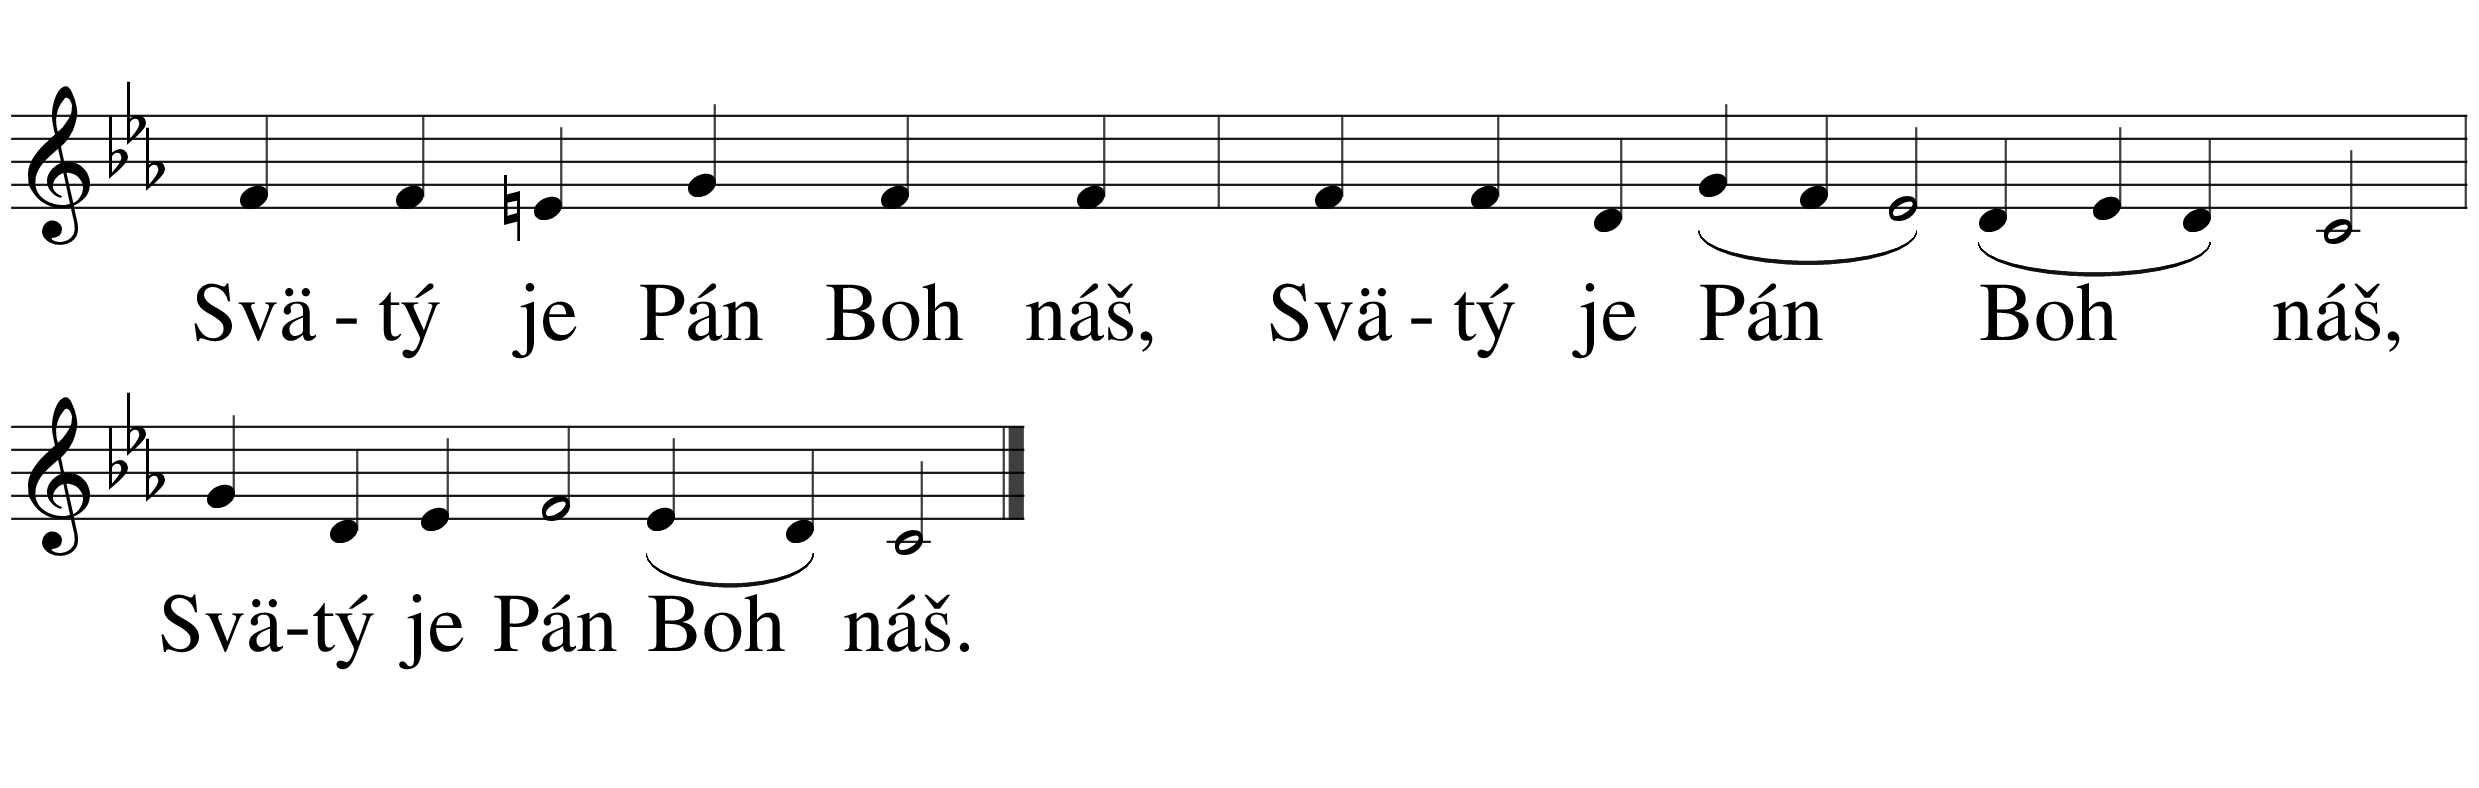 Svä - tý je Pán Boh náš, Svä - tý je Pán Boh náš,
Svä-tý je Pán Boh náš.